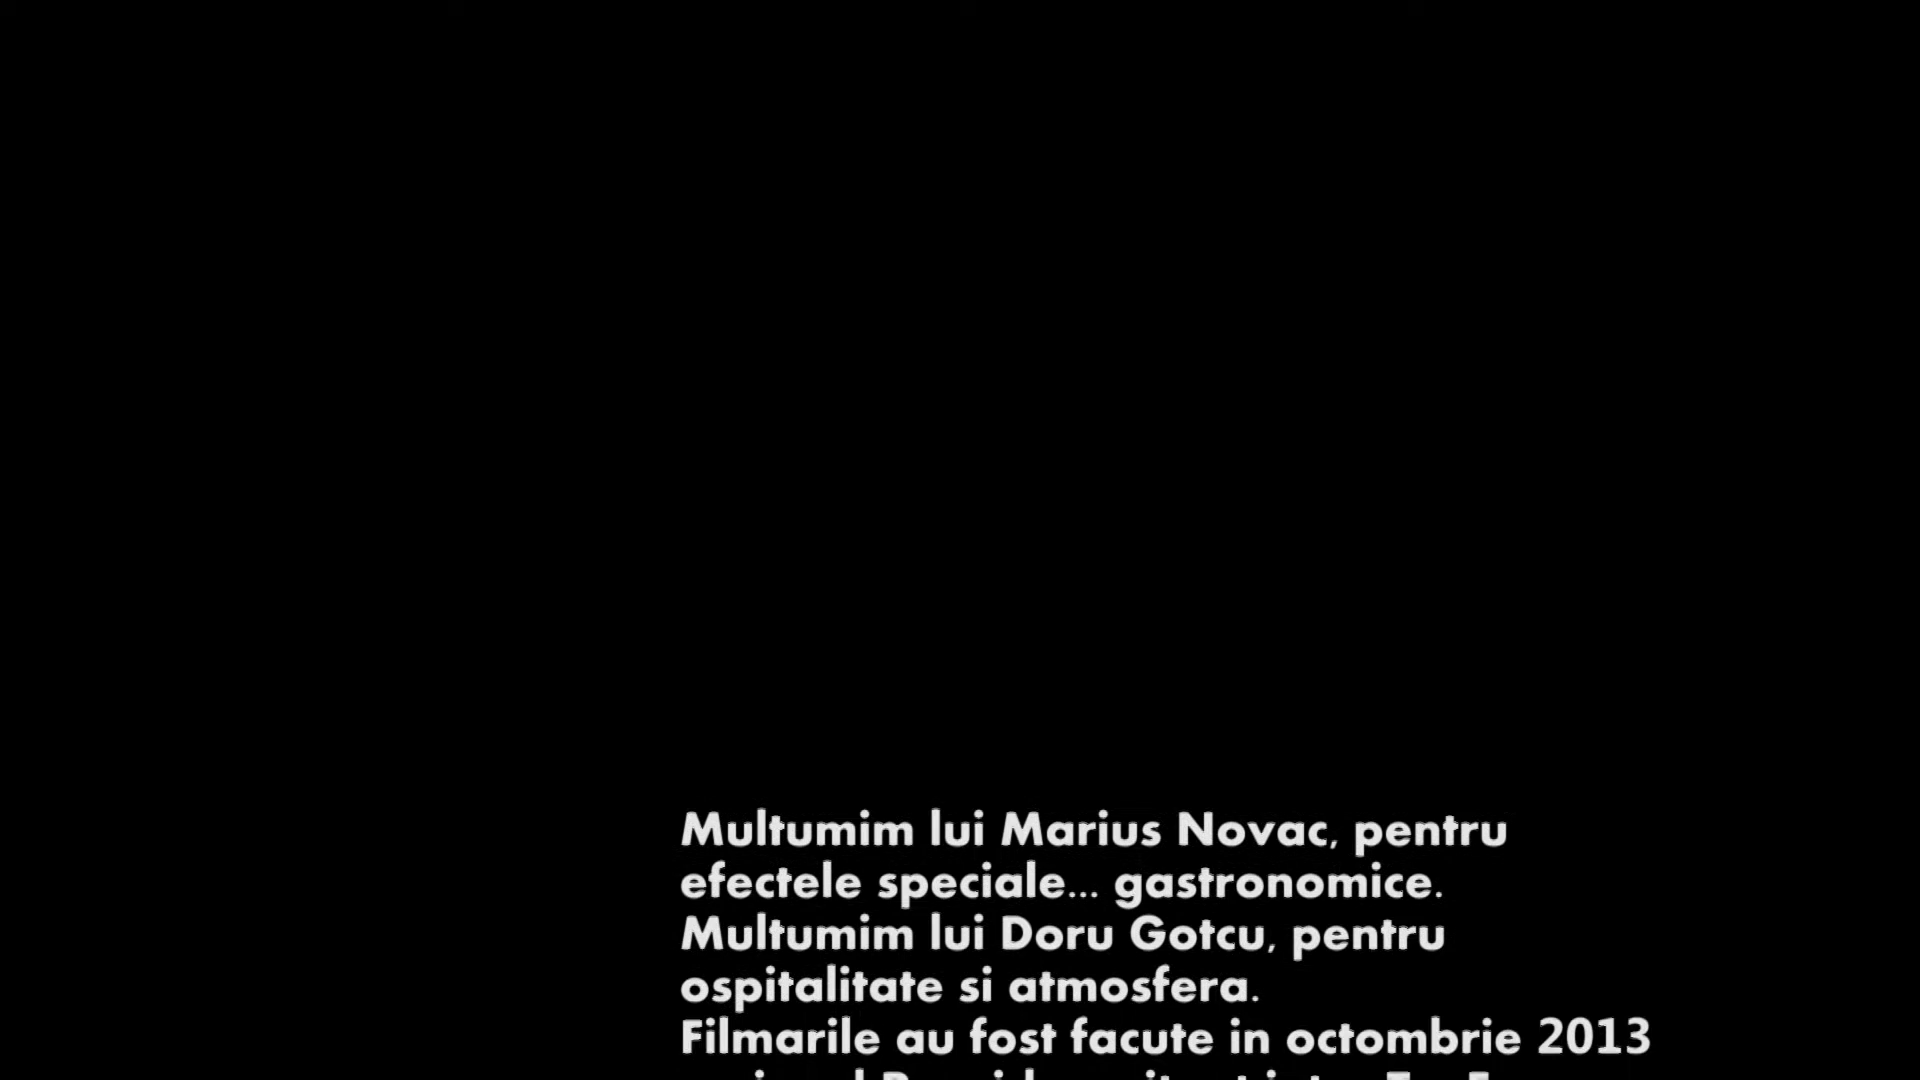 Multumim lui Marius Novac, pentru
efectele speciale... gastronomice.
Multumim lui Doru Gotcu, pentru
ospitalitate si atmosfera.
Filmarile au fost facute in octombrie 2013